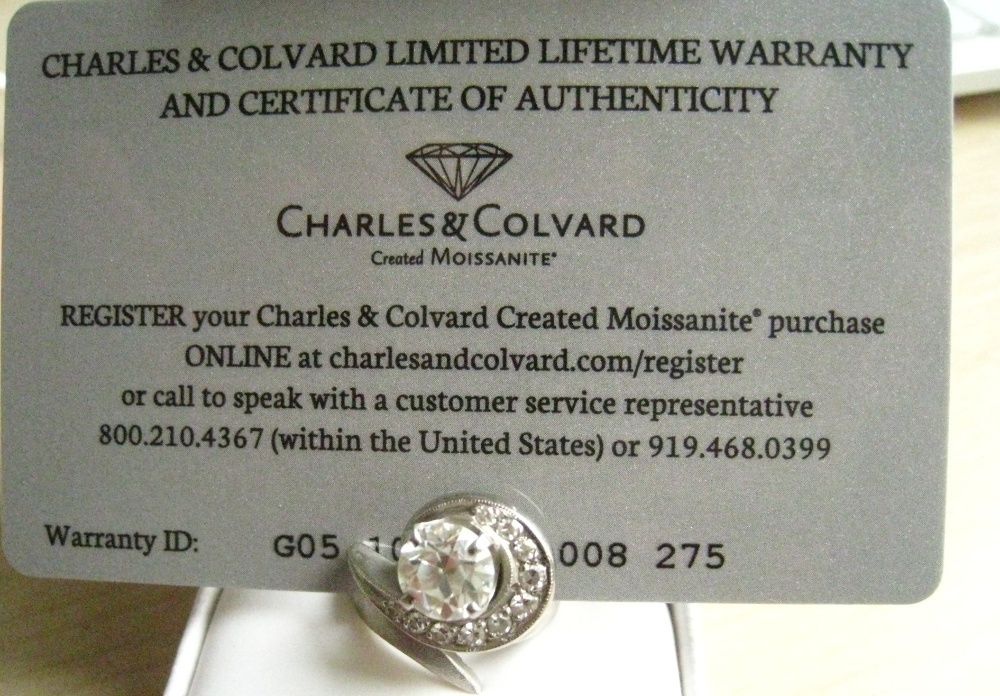 CHARLES & COLVARD LIMITED LIFETIME WARRANTY
AND CERTIFICATE OF AUTHENTICITY
CHARLES & COLVARD
Created MOISSANITE®
REGISTER your Charles & Colvard Created Moissanite® purchase
ONLINE at charlesandcolvard.com/register
or call to speak with a customer service representative
800.210.4367 (within the United States) or 919.468.0399
Warranty ID: G05 008 275